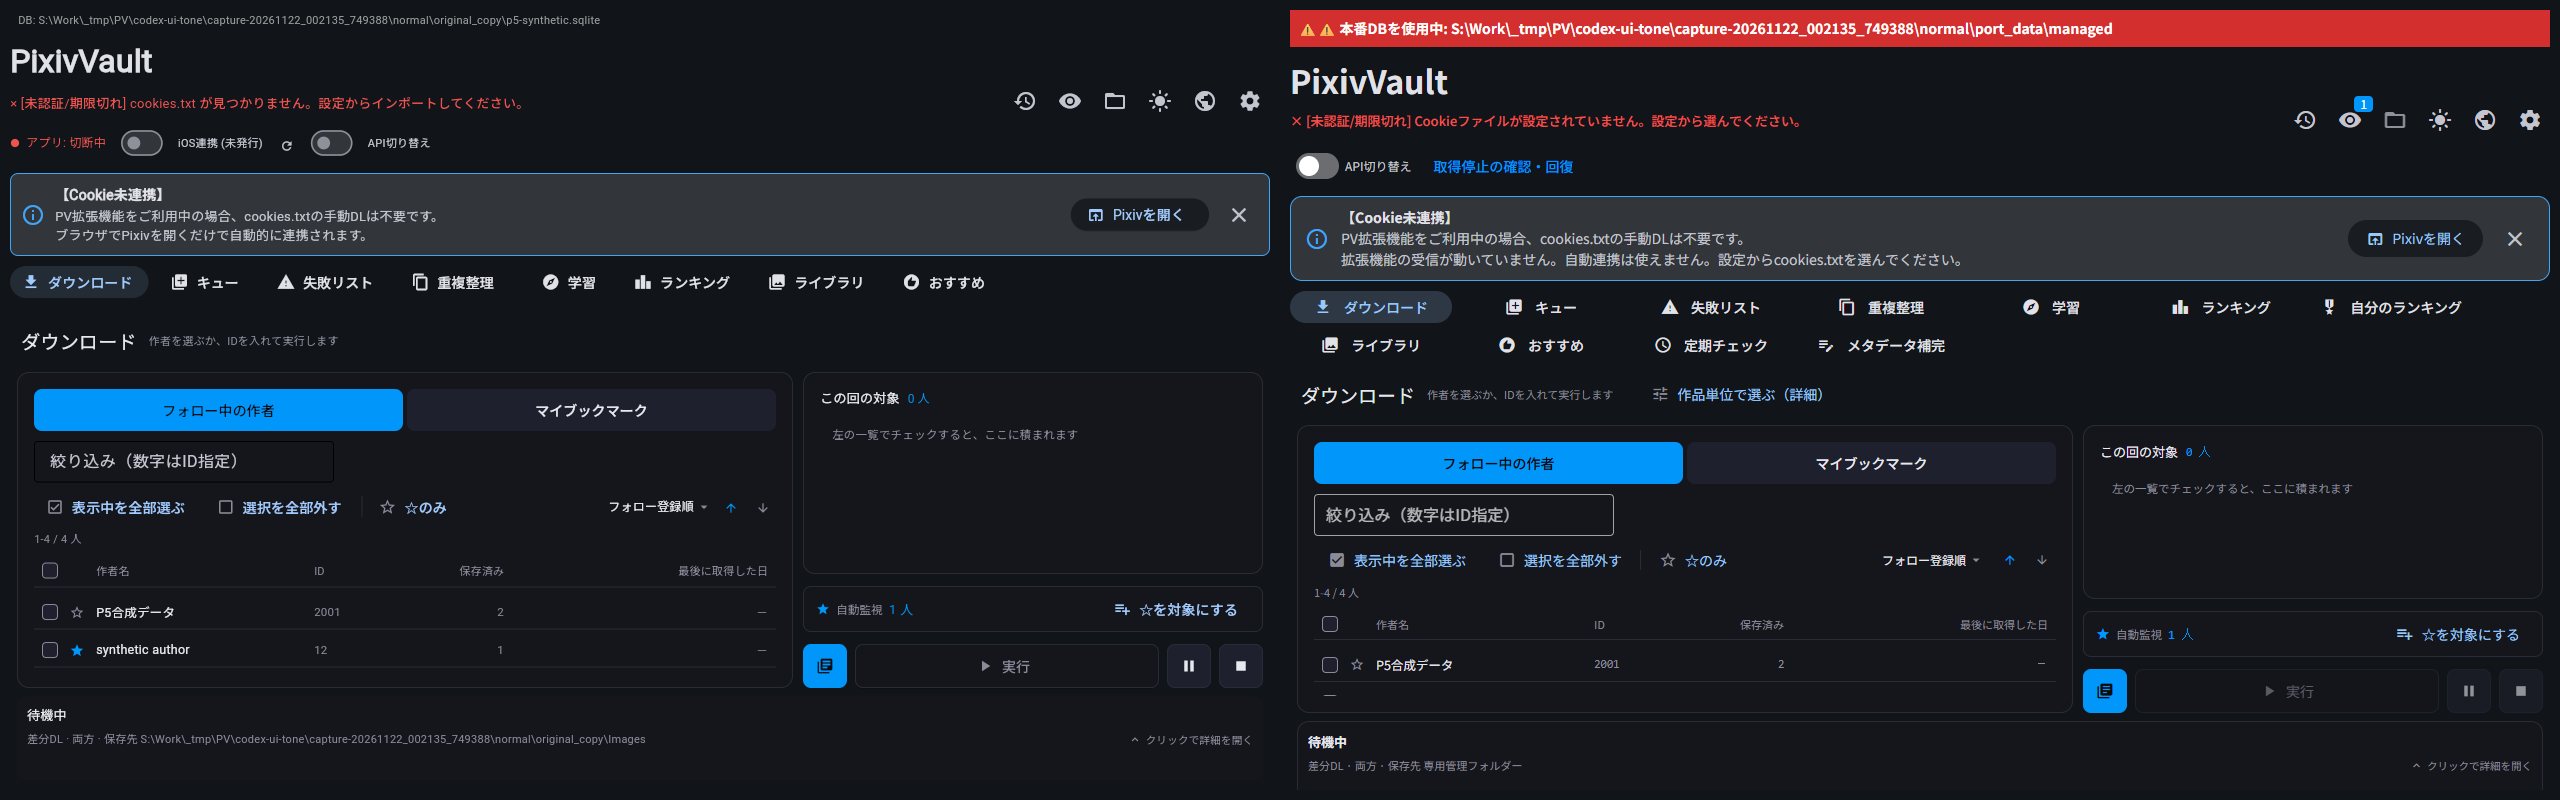 DB: S:\Work\_tmp\PV\codex-ui-tone\capture-20261122_002135_749388\normal\original_copy\p5-synthetic.sqlite
PixivVault
× [未認証/期限切れ] cookies.txt が見つかりません。設定からインポートしてください。
アプリ: 切断中
iOS連携 (未発行)
API切り替え
【Cookie未連携】
PV拡張機能をご利用中の場合、cookies.txtの手動DLは不要です。
ブラウザでPixivを開くだけで自動的に連携されます。
Pixivを開く
ダウンロード キュー 失敗リスト 重複整理 学習 ランキング ライブラリ おすすめ
ダウンロード 作者を選ぶか、IDを入れて実行します
フォロー中の作者 マイブックマーク
絞り込み（数字はID指定）
表示中を全部選ぶ 選択を全部外す ☆のみ フォロー登録順
1-4 / 4 人
作者名 ID 保存済み 最後に取得した日
P5合成データ 2001 2 —
synthetic author 12 1 —
この回の対象 0 人
左の一覧でチェックすると、ここに積まれます
自動監視 1 人 ☆を対象にする
実行
待機中
差分DL · 両方 · 保存先 S:\Work\_tmp\PV\codex-ui-tone\capture-20261122_002135_749388\normal\original_copy\Images
クリックで詳細を開く
⚠ ⚠ 本番DBを使用中: S:\Work\_tmp\PV\codex-ui-tone\capture-20261122_002135_749388\normal\port_data\managed
PixivVault
1
× [未認証/期限切れ] Cookieファイルが設定されていません。設定から選んでください。
API切り替え 取得停止の確認・回復
【Cookie未連携】
PV拡張機能をご利用中の場合、cookies.txtの手動DLは不要です。
拡張機能の受信が動いていません。自動連携は使えません。設定からcookies.txtを選んでください。
Pixivを開く
ダウンロード キュー 失敗リスト 重複整理 学習 ランキング 自分のランキング
ライブラリ おすすめ 定期チェック メタデータ補完
ダウンロード 作者を選ぶか、IDを入れて実行します 作品単位で選ぶ（詳細）
フォロー中の作者 マイブックマーク
絞り込み（数字はID指定）
表示中を全部選ぶ 選択を全部外す ☆のみ フォロー登録順
1-4 / 4 人
作者名 ID 保存済み 最後に取得した日
P5合成データ 2001 2 —
この回の対象 0 人
左の一覧でチェックすると、ここに積まれます
自動監視 1 人 ☆を対象にする
実行
待機中
差分DL · 両方 · 保存先 専用管理フォルダー
クリックで詳細を開く